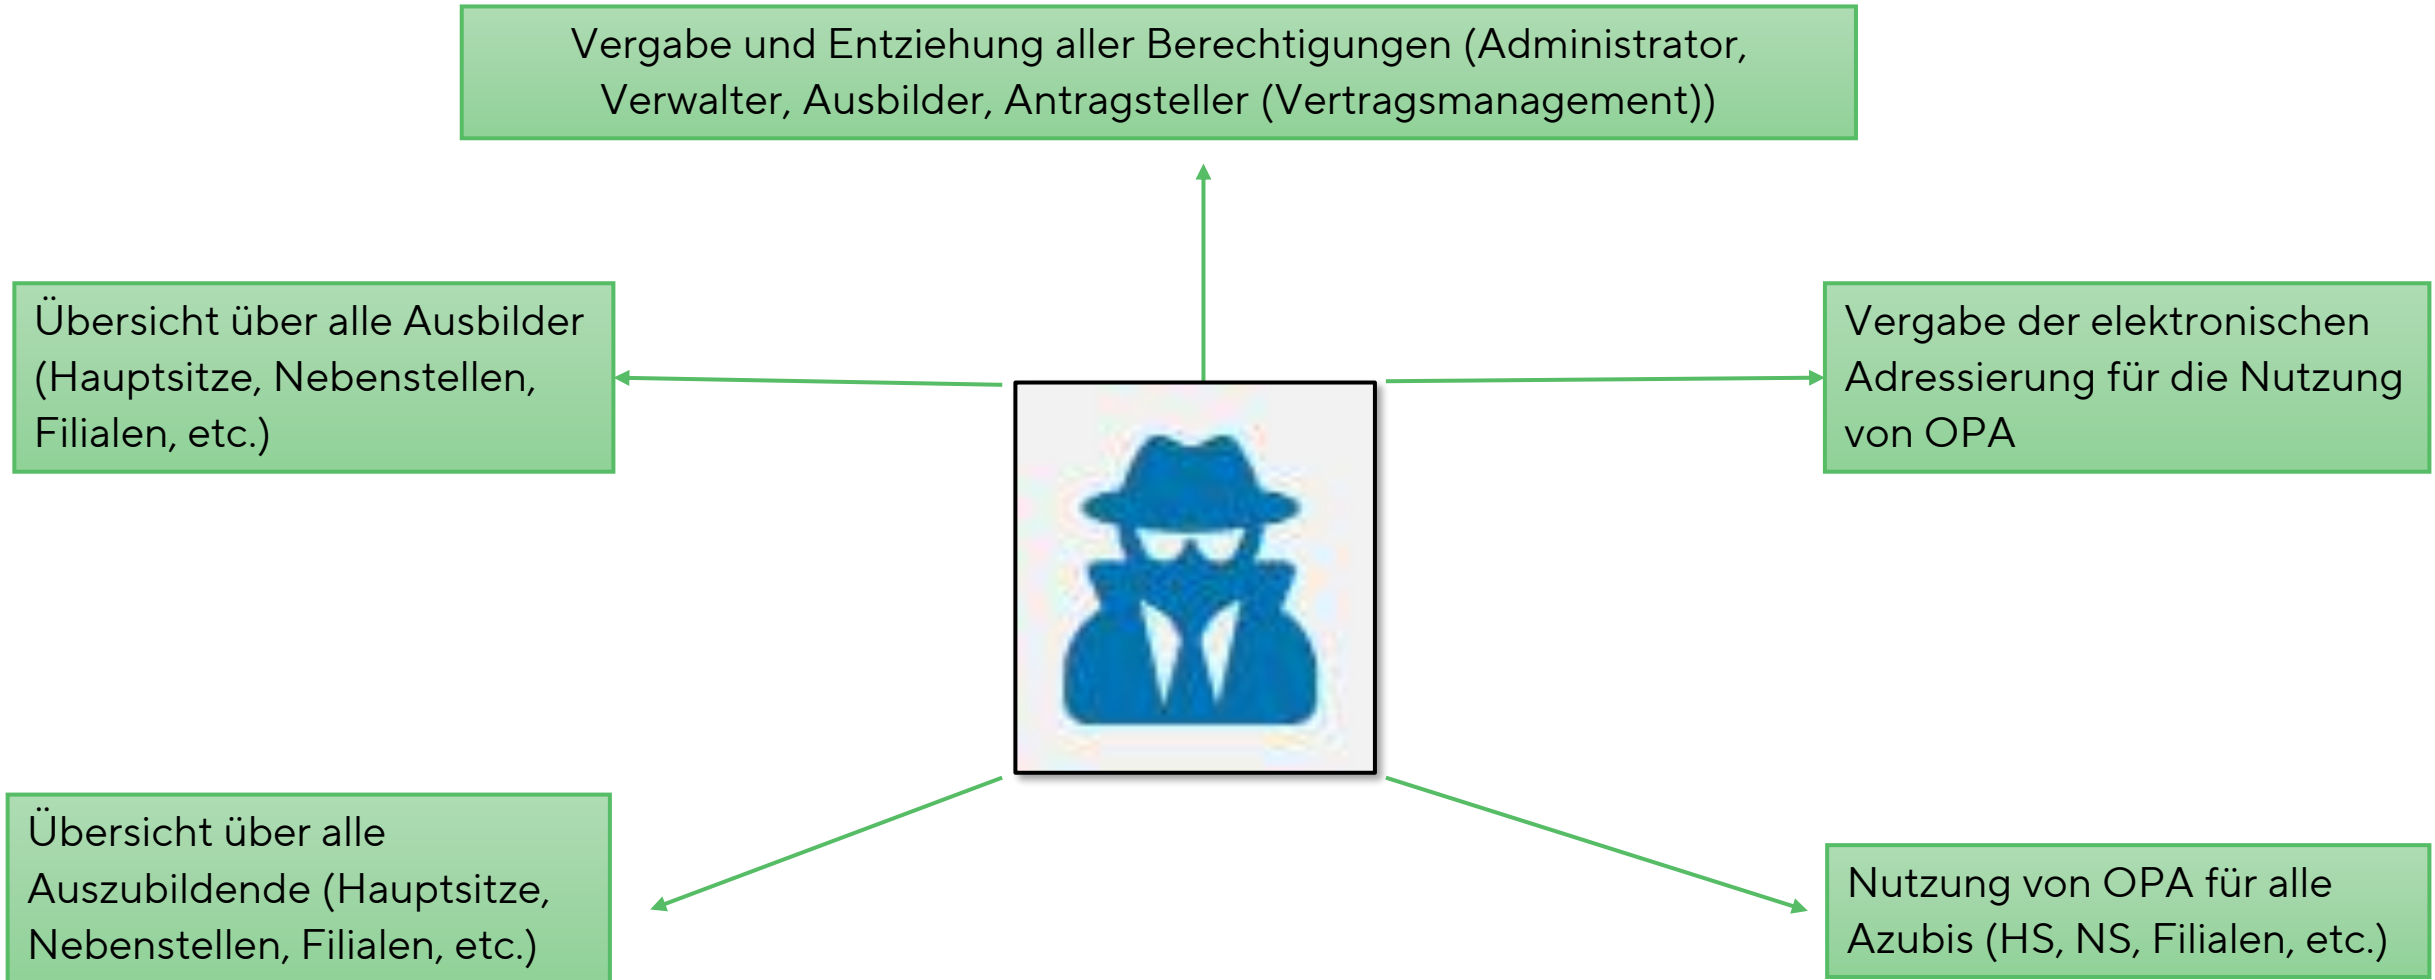 Vergabe und Entziehung aller Berechtigungen (Administrator,
Verwalter, Ausbilder, Antragsteller (Vertragsmanagement))
Übersicht über alle Ausbilder
(Hauptsitze, Nebenstellen,
Filialen, etc.)
Vergabe der elektronischen
Adressierung für die Nutzung
von OPA
Übersicht über alle
Auszubildende (Hauptsitze,
Nebenstellen, Filialen, etc.)
Nutzung von OPA für alle
Azubis (HS, NS, Filialen, etc.)